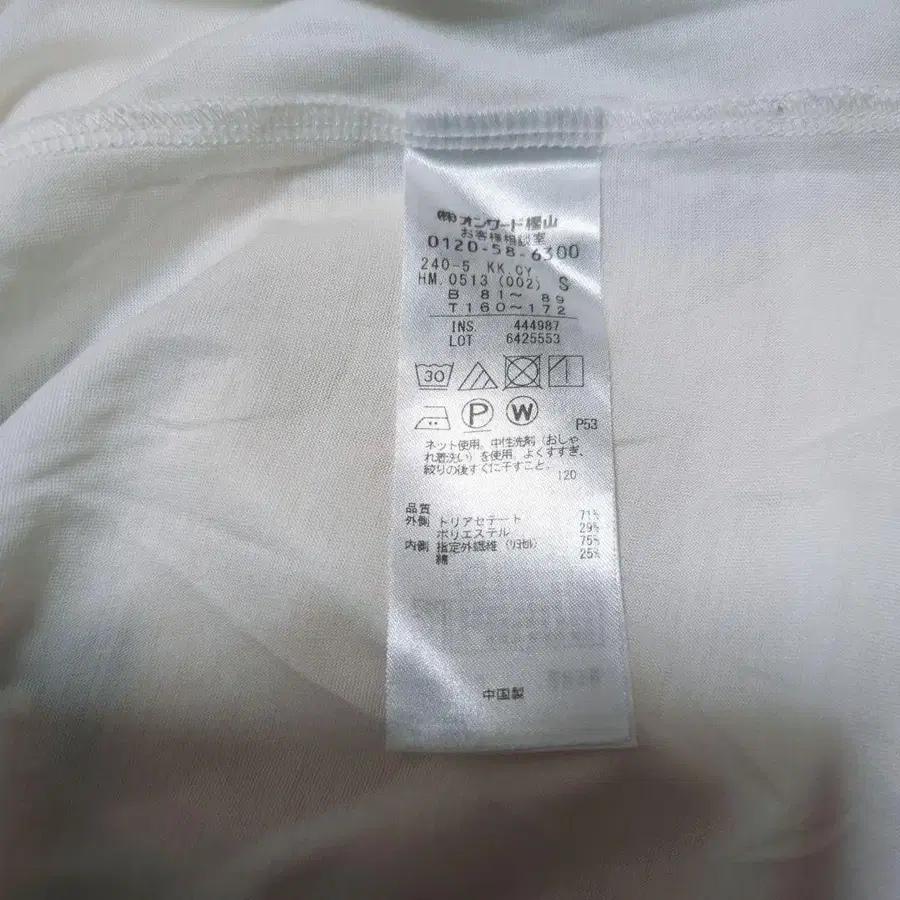 ㈱オンワード樫山
お客様相談室
0120-58-6300
240-5 KK.CY
HM.0513 (002) S
B 81～ 89
T160～172
INS. 444987
LOT 6425553
30
P W
P53
ネット使用。中性洗剤（おしゃ
れ着洗い）を使用。よくすすぎ、
絞りの後すぐに干すこと。
120
品質
外側 トリアセテート 71%
ポリエステル 29%
内側 指定外繊維（リヨセル） 75%
綿 25%
中国製